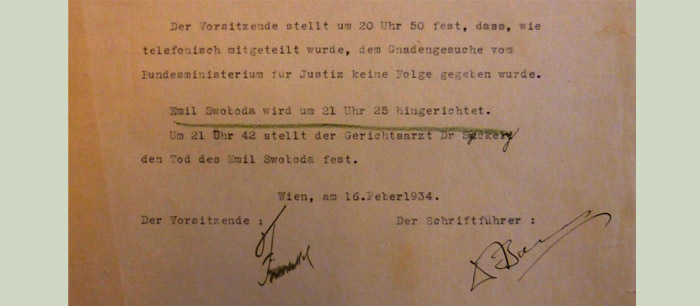 Der Vorsitzende stellt um 20 Uhr 50 fest, dass, wie
telefonisch mitgeteilt wurde, dem Gnadengesuche vom
Bundesministerium für Justiz keine Folge gegeben wurde.
Emil Swoboda wird um 21 Uhr 25 hingerichtet.
Um 21 Uhr 42 stellt der Gerichtsarzt Dr
den Tod des Emil Swoboda fest.
Wien, am 16.Feber1934.
Der Vorsitzende : Der Schriftführer :